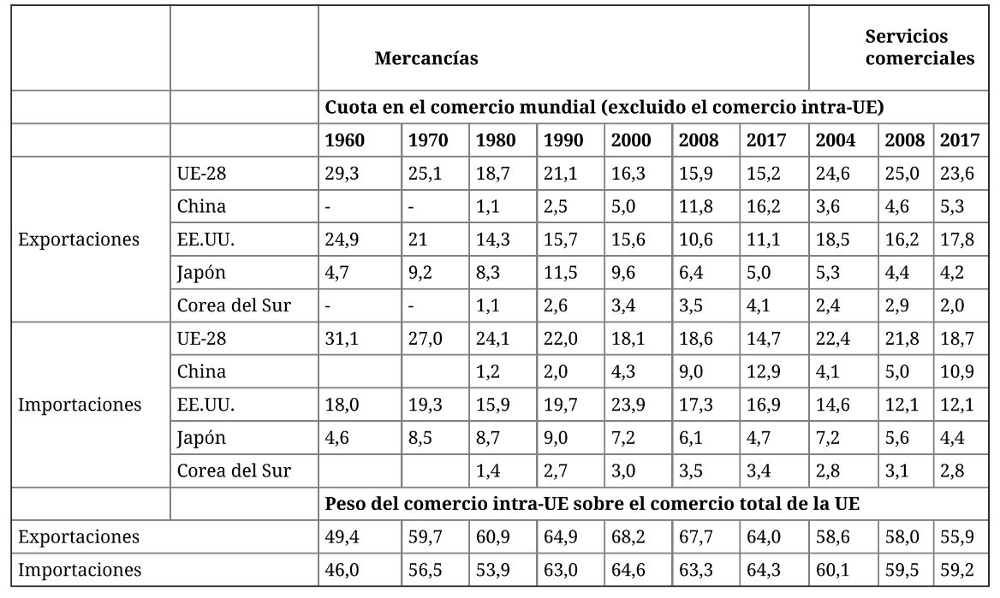 Mercancías Servicios comerciales
Cuota en el comercio mundial (excluido el comercio intra-UE)
1960 1970 1980 1990 2000 2008 2017 2004 2008 2017
Exportaciones
UE-28 29,3 25,1 18,7 21,1 16,3 15,9 15,2 24,6 25,0 23,6
China - - 1,1 2,5 5,0 11,8 16,2 3,6 4,6 5,3
EE.UU. 24,9 21 14,3 15,7 15,6 10,6 11,1 18,5 16,2 17,8
Japón 4,7 9,2 8,3 11,5 9,6 6,4 5,0 5,3 4,4 4,2
Corea del Sur - - 1,1 2,6 3,4 3,5 4,1 2,4 2,9 2,0
Importaciones
UE-28 31,1 27,0 24,1 22,0 18,1 18,6 14,7 22,4 21,8 18,7
China 1,2 2,0 4,3 9,0 12,9 4,1 5,0 10,9
EE.UU. 18,0 19,3 15,9 19,7 23,9 17,3 16,9 14,6 12,1 12,1
Japón 4,6 8,5 8,7 9,0 7,2 6,1 4,7 7,2 5,6 4,4
Corea del Sur 1,4 2,7 3,0 3,5 3,4 2,8 3,1 2,8
Peso del comercio intra-UE sobre el comercio total de la UE
Exportaciones 49,4 59,7 60,9 64,9 68,2 67,7 64,0 58,6 58,0 55,9
Importaciones 46,0 56,5 53,9 63,0 64,6 63,3 64,3 60,1 59,5 59,2